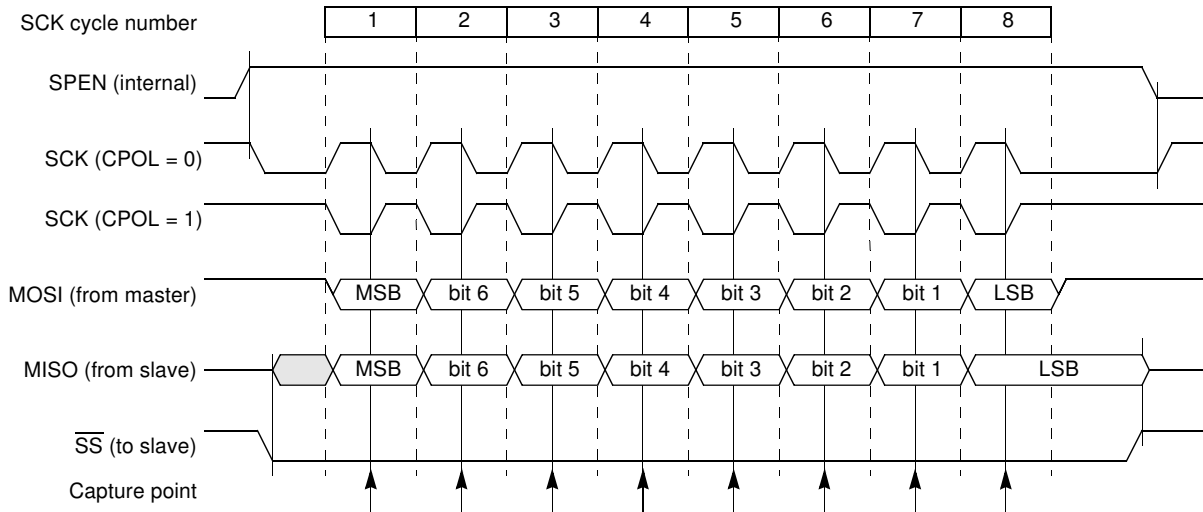 SCK cycle number 1 2 3 4 5 6 7 8
SPEN (internal)
SCK (CPOL = 0)
SCK (CPOL = 1)
MOSI (from master) MSB bit 6 bit 5 bit 4 bit 3 bit 2 bit 1 LSB
MISO (from slave) MSB bit 6 bit 5 bit 4 bit 3 bit 2 bit 1 LSB
SS (to slave)
Capture point